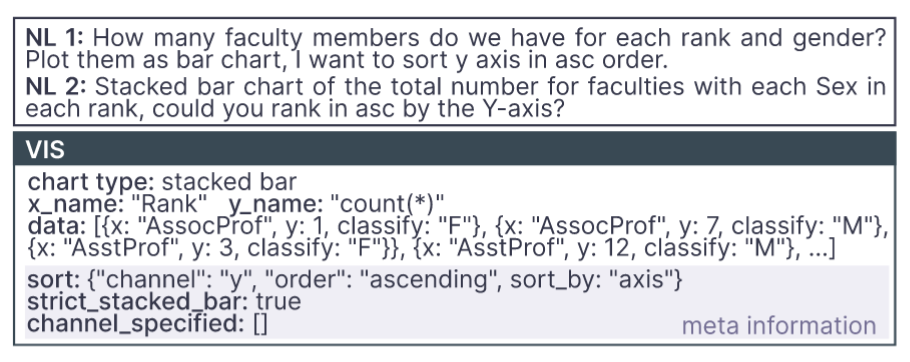 NL 1: How many faculty members do we have for each rank and gender?
Plot them as bar chart, I want to sort y axis in asc order.
NL 2: Stacked bar chart of the total number for faculties with each Sex in
each rank, could you rank in asc by the Y-axis?
VIS
chart type: stacked bar
x_name: "Rank" y_name: "count(*)"
data: [{x: "AssocProf", y: 1, classify: "F"}, {x: "AssocProf", y: 7, classify: "M"},
{x: "AsstProf", y: 3, classify: "F"}}, {x: "AsstProf", y: 12, classify: "M"}, ...]
sort: {"channel": "y", "order": "ascending", sort_by: "axis"}
strict_stacked_bar: true
channel_specified: []
meta information